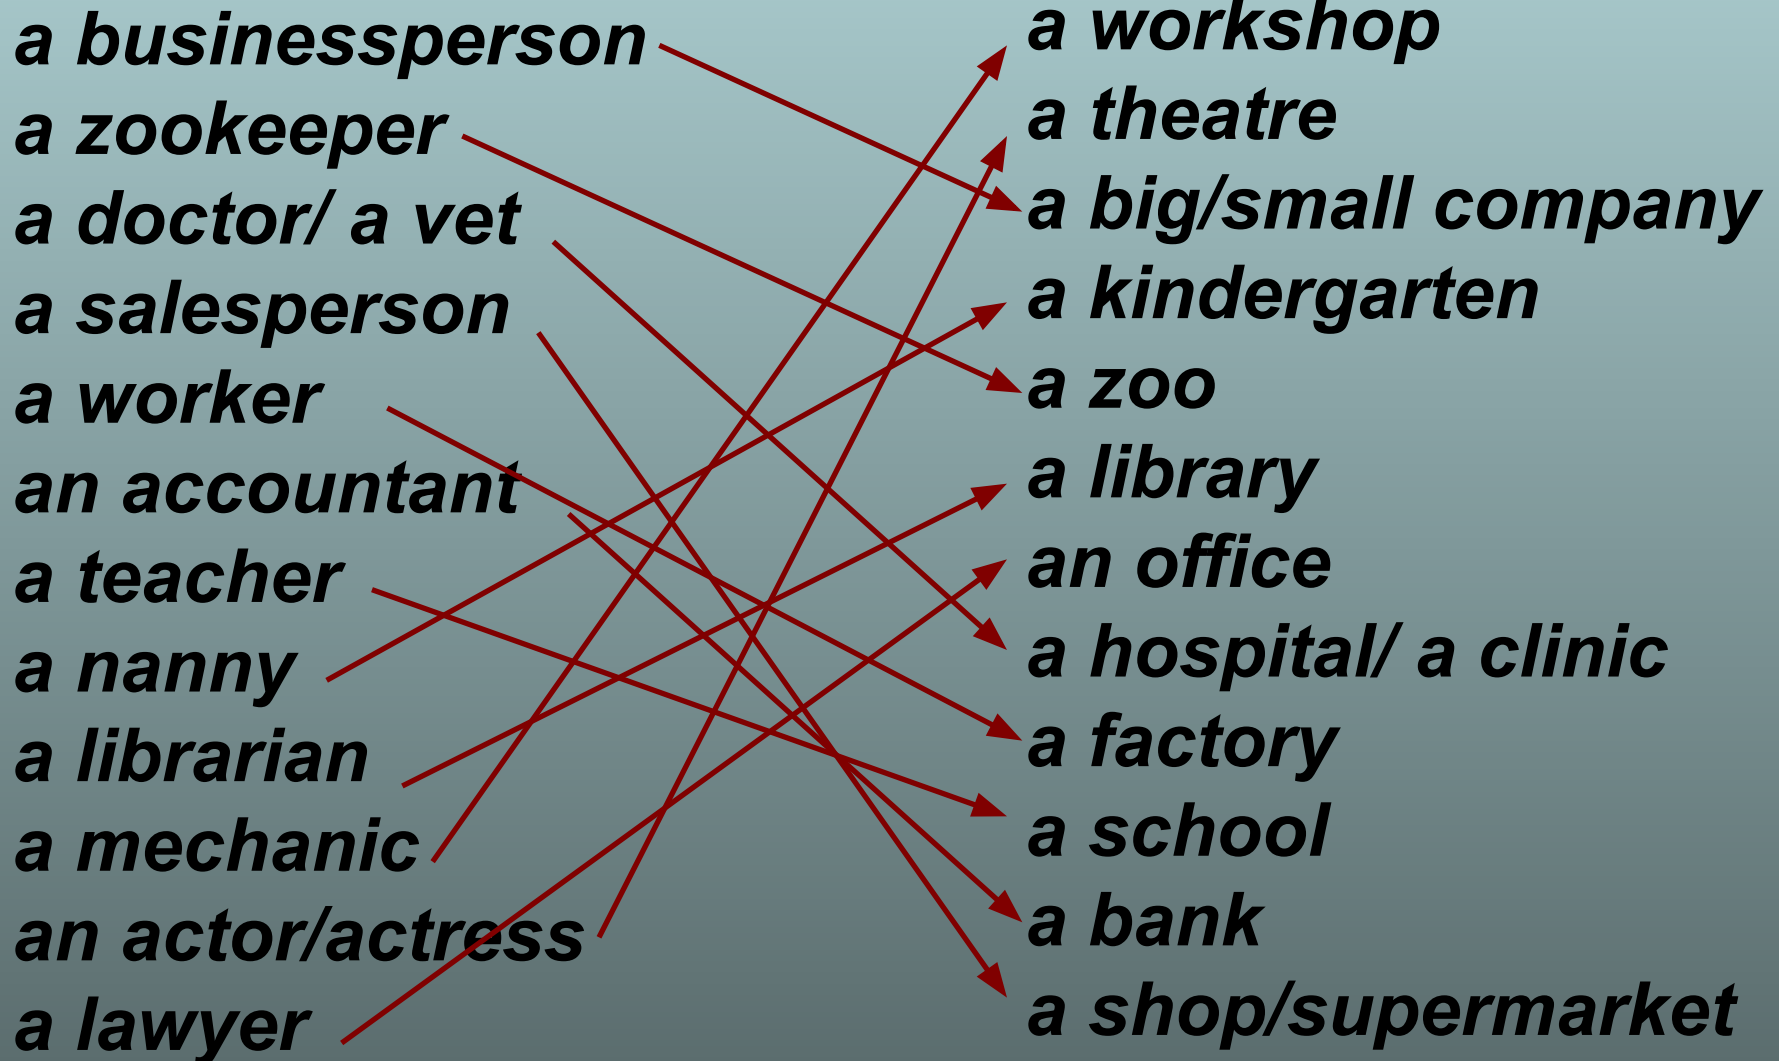 a businessperson
a zookeeper
a doctor/ a vet
a salesperson
a worker
an accountant
a teacher
a nanny
a librarian
a mechanic
an actor/actress
a lawyer
a workshop
a theatre
a big/small company
a kindergarten
a zoo
a library
an office
a hospital/ a clinic
a factory
a school
a bank
a shop/supermarket